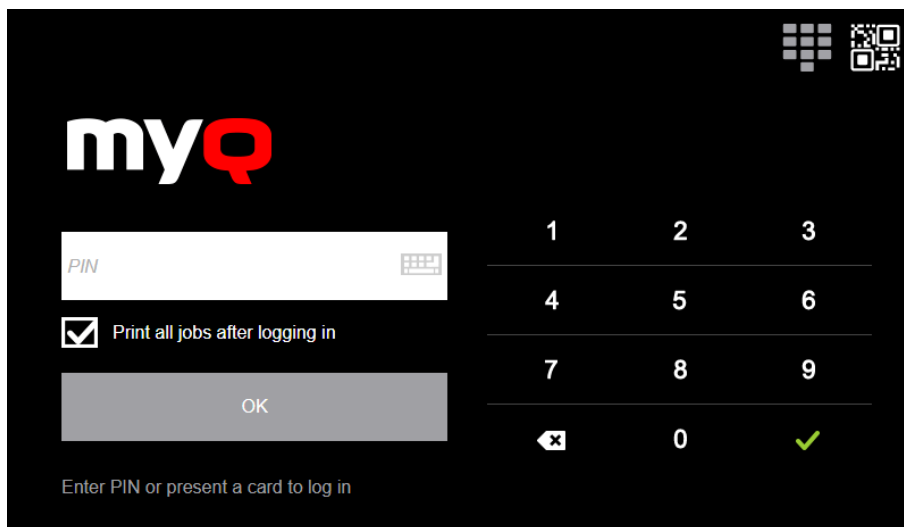 myQ
PIN
Print all jobs after logging in
OK
Enter PIN or present a card to log in
1 2 3
4 5 6
7 8 9
0